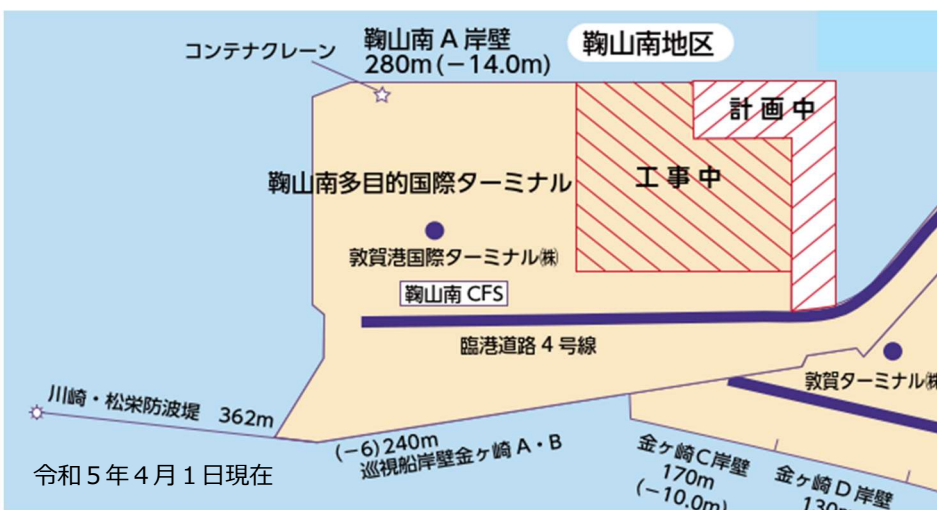 コンテナクレーン
鞠山南 A 岸壁
280m(−14.0m)
鞠山南地区
計画中
工事中
鞠山南多目的国際ターミナル
敦賀港国際ターミナル㈱
鞠山南 CFS
臨港道路 4 号線
敦賀ターミナル㈱
川崎・松栄防波堤 362m
(−6)240m
巡視船岸壁金ヶ崎 A・B
金ヶ崎C岸壁
170m
(−10.0m)
金ヶ崎 D 岸壁
令和５年４月１日現在